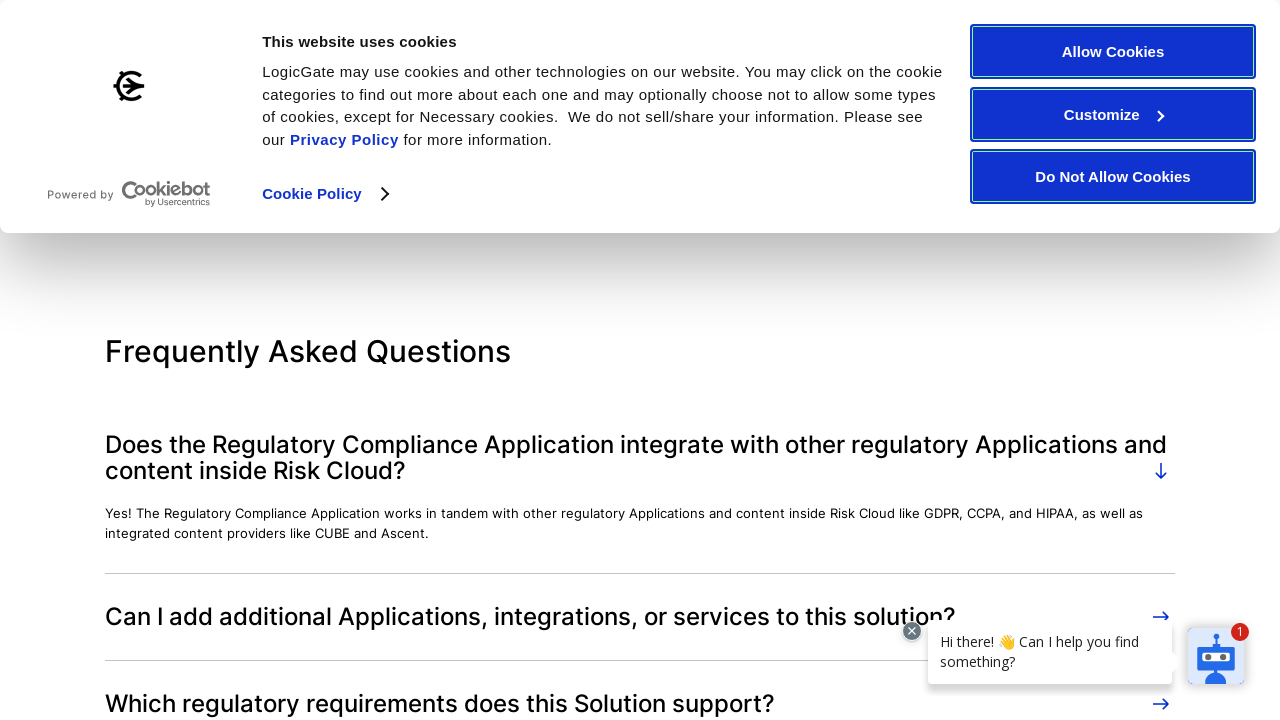 This website uses cookies
LogicGate may use cookies and other technologies on our website. You may click on the cookie
categories to find out more about each one and may optionally choose not to allow some types
of cookies, except for Necessary cookies.  We do not sell/share your information. Please see
our Privacy Policy for more information.
Powered by Cookiebot
by Usercentrics
Cookie Policy
Allow Cookies
Customize
Do Not Allow Cookies
Frequently Asked Questions
Does the Regulatory Compliance Application integrate with other regulatory Applications and
content inside Risk Cloud?
Yes! The Regulatory Compliance Application works in tandem with other regulatory Applications and content inside Risk Cloud like GDPR, CCPA, and HIPAA, as well as
integrated content providers like CUBE and Ascent.
Can I add additional Applications, integrations, or services to this solution?
Hi there! 👋 Can I help you find
something?
1
Which regulatory requirements does this Solution support?